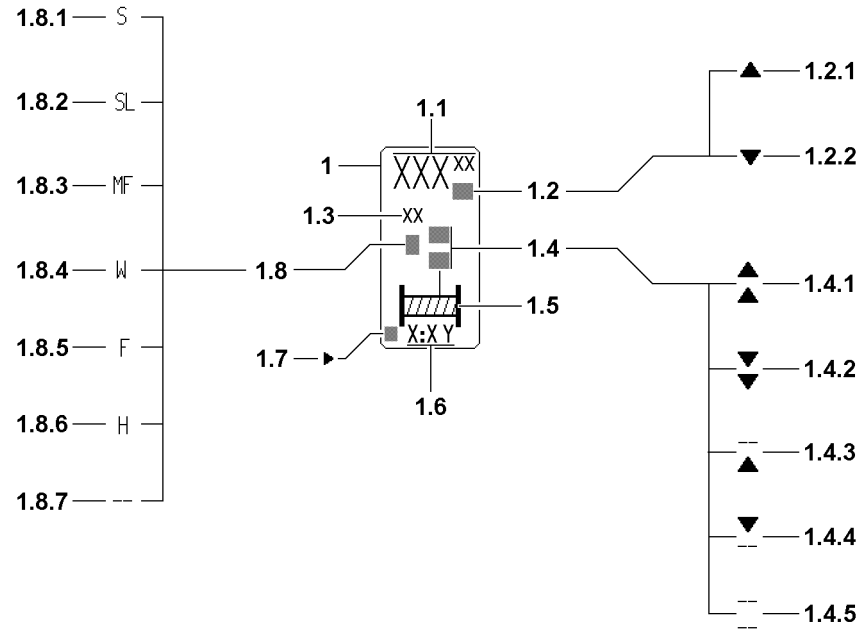 1.8.1 S
1.8.2 SL
1.8.3 MF
1.8.4 W
1.8.5 F
1.8.6 H
1.8.7 --
1.8
1.1
1
XXX XX
1.2
1.3 XX
1.4
1.5
1.7
X:X Y
1.6
1.2.1
1.2.2
1.4.1
1.4.2
-- 1.4.3
1.4.4 --
-- 1.4.5 --